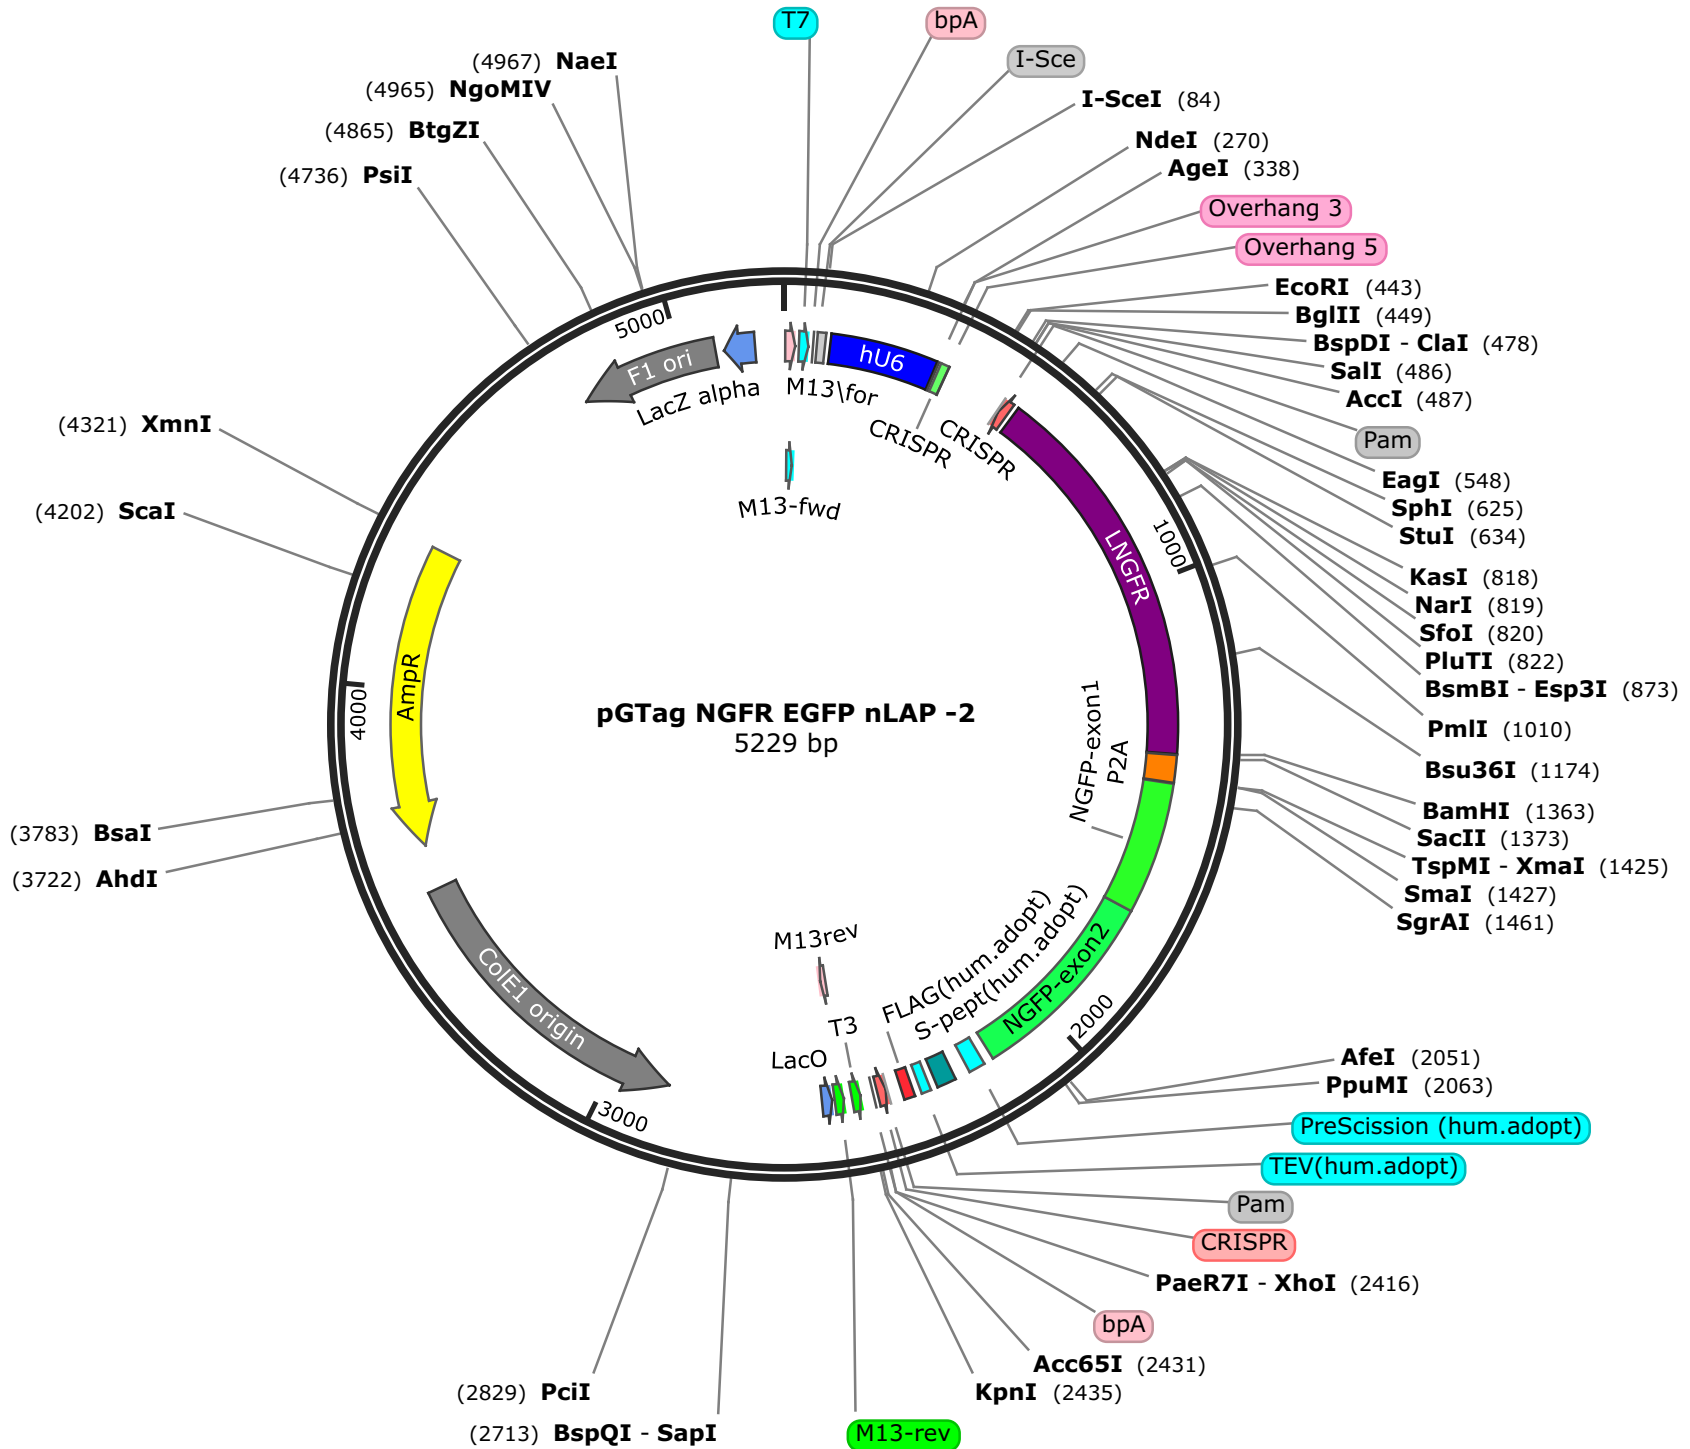 T7
bpA
I-Sce
(4967) NaeI
(4965) NgoMIV
(4865) BtgZI
(4736) PsiI
I-SceI (84)
NdeI (270)
AgeI (338)
Overhang 3
Overhang 5
EcoRI (443)
BglII (449)
BspDI - ClaI (478)
SalI (486)
AccI (487)
Pam
EagI (548)
SphI (625)
StuI (634)
KasI (818)
NarI (819)
SfoI (820)
PluTI (822)
BsmBI - Esp3I (873)
PmlI (1010)
Bsu36I (1174)
BamHI (1363)
SacII (1373)
TspMI - XmaI (1425)
SmaI (1427)
SgrAI (1461)
AfeI (2051)
PpuMI (2063)
PreScission (hum.adopt)
TEV(hum.adopt)
Pam
CRISPR
PaeR7I - XhoI (2416)
bpA
Acc65I (2431)
KpnI (2435)
M13-rev
(2713) BspQI - SapI
(2829) PciI
(3722) AhdI
(3783) BsaI
(4202) ScaI
(4321) XmnI
5000
1000
2000
3000
4000
F1 ori
LacZ alpha
M13\for
M13-fwd
hU6
CRISPR
CRISPR
LNGFR
P2A
NGFP-exon1
NGFP-exon2
S-pept(hum.adopt)
FLAG(hum.adopt)
M13rev
T3
LacO
ColE1 origin
AmpR
pGTag NGFR EGFP nLAP -2
5229 bp